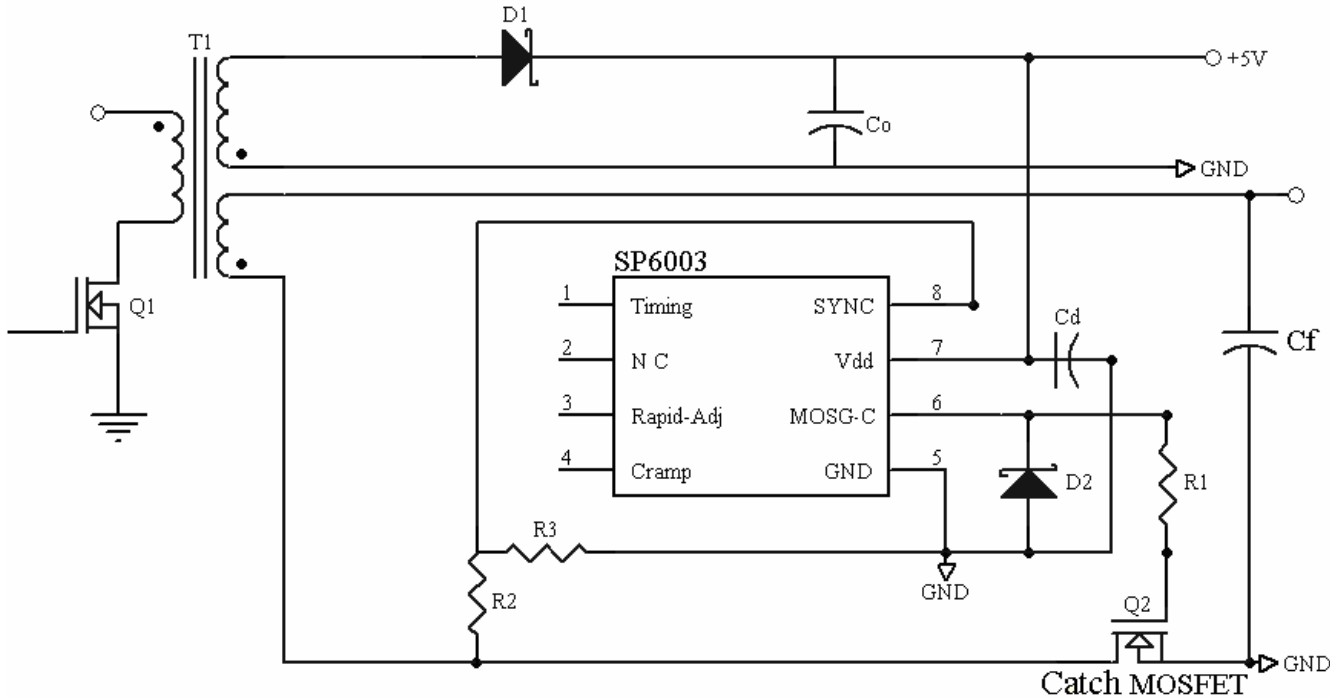 D1
T1
+5V
Co
GND
SP6003
Q1
1 Timing SYNC 8
Cd
Cf
2 N C Vdd 7
3 Rapid-Adj MOSG-C 6
4 Cramp GND 5
D2
R1
R3
GND
R2
Q2
GND
Catch MOSFET